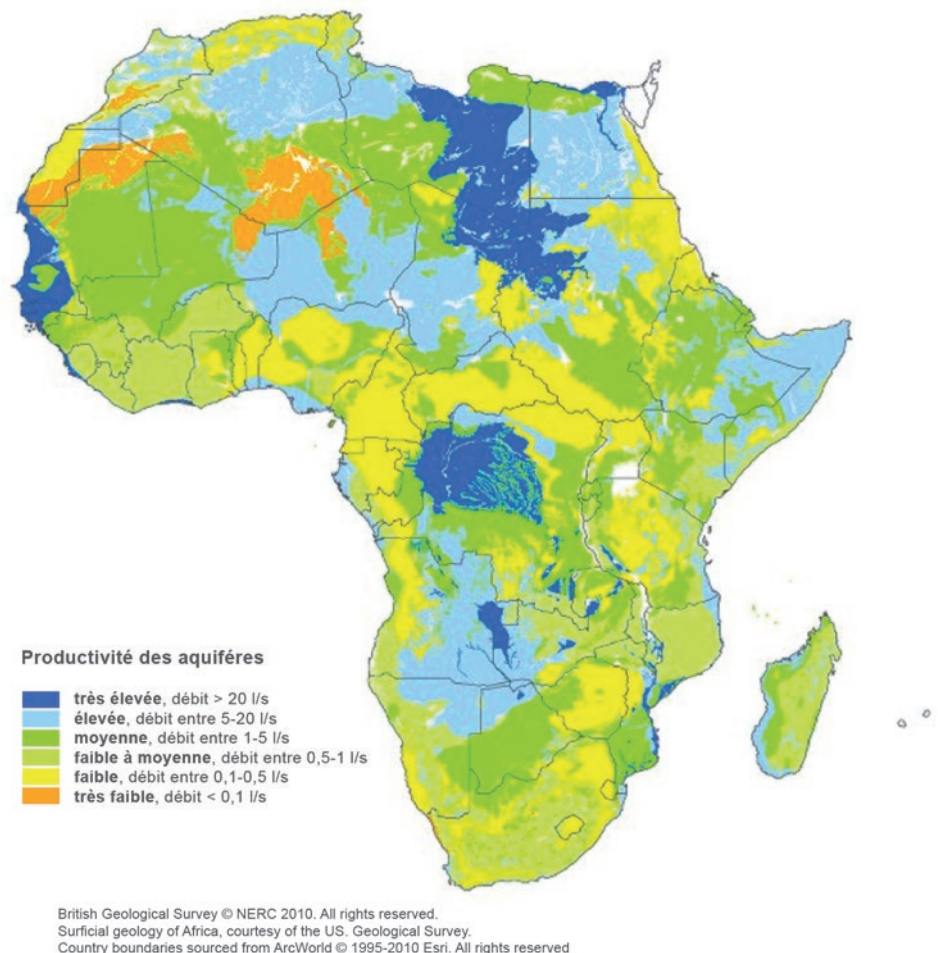 Productivité des aquiféres
très élevée, débit > 20 l/s
élevée, débit entre 5-20 l/s
moyenne, débit entre 1-5 l/s
faible à moyenne, débit entre 0,5-1 l/s
faible, débit entre 0,1-0,5 l/s
très faible, débit < 0,1 l/s
British Geological Survey © NERC 2010. All rights reserved.
Surficial geology of Africa, courtesy of the US. Geological Survey.
Country boundaries sourced from ArcWorld © 1995-2010 Esri. All rights reserved